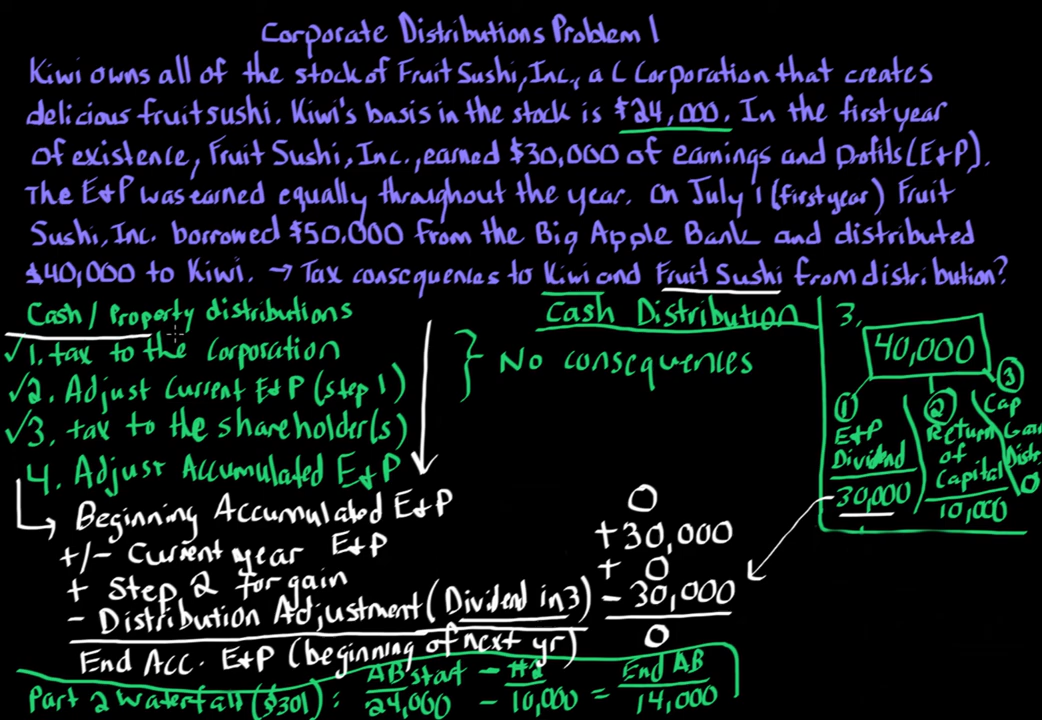 Corporate Distributions Problem 1
Kiwi owns all of the stock of Fruit Sushi, Inc., a C Corporation that creates
delicious fruit sushi. Kiwi's basis in the stock is $24,000. In the first year
of existence, Fruit Sushi, Inc., earned $30,000 of earnings and profits (E+P).
The E+P was earned equally throughout the year. On July 1 (first year) Fruit
Sushi, Inc. borrowed $50,000 from the Big Apple Bank and distributed
$40,000 to Kiwi. → Tax consequences to Kiwi and Fruit Sushi from distribution?
Cash / Property distributions
✓1. tax to the Corporation
✓2. Adjust Current E+P (step 1)
✓3. tax to the shareholder(s)
4. Adjust Accumulated E+P
Cash Distribution
} No consequences
3.
40,000
① E+P Dividend 30,000
② Return of Capital 10,000
③ Cap Gain Distr 0
Beginning Accumulated E+P 0
+/- Current year E+P +30,000
+ Step 2 for gain + 0
- Distribution Adjustment (Dividend in 3) - 30,000
End Acc. E+P (beginning of next yr) 0
AB start - #2 End AB
Part 2 Waterfall (§301): 24,000 - 10,000 = 14,000